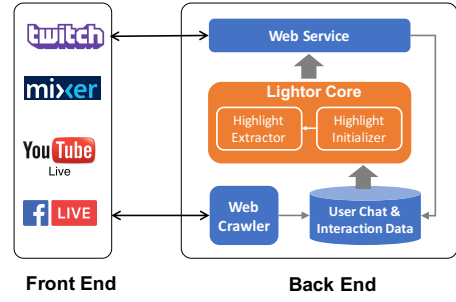 twitch
mixer
YouTube
Live
f LIVE
Front End
Web Service
Lightor Core
Highlight
Extractor
Highlight
Initializer
Web
Crawler
User Chat &
Interaction Data
Back End